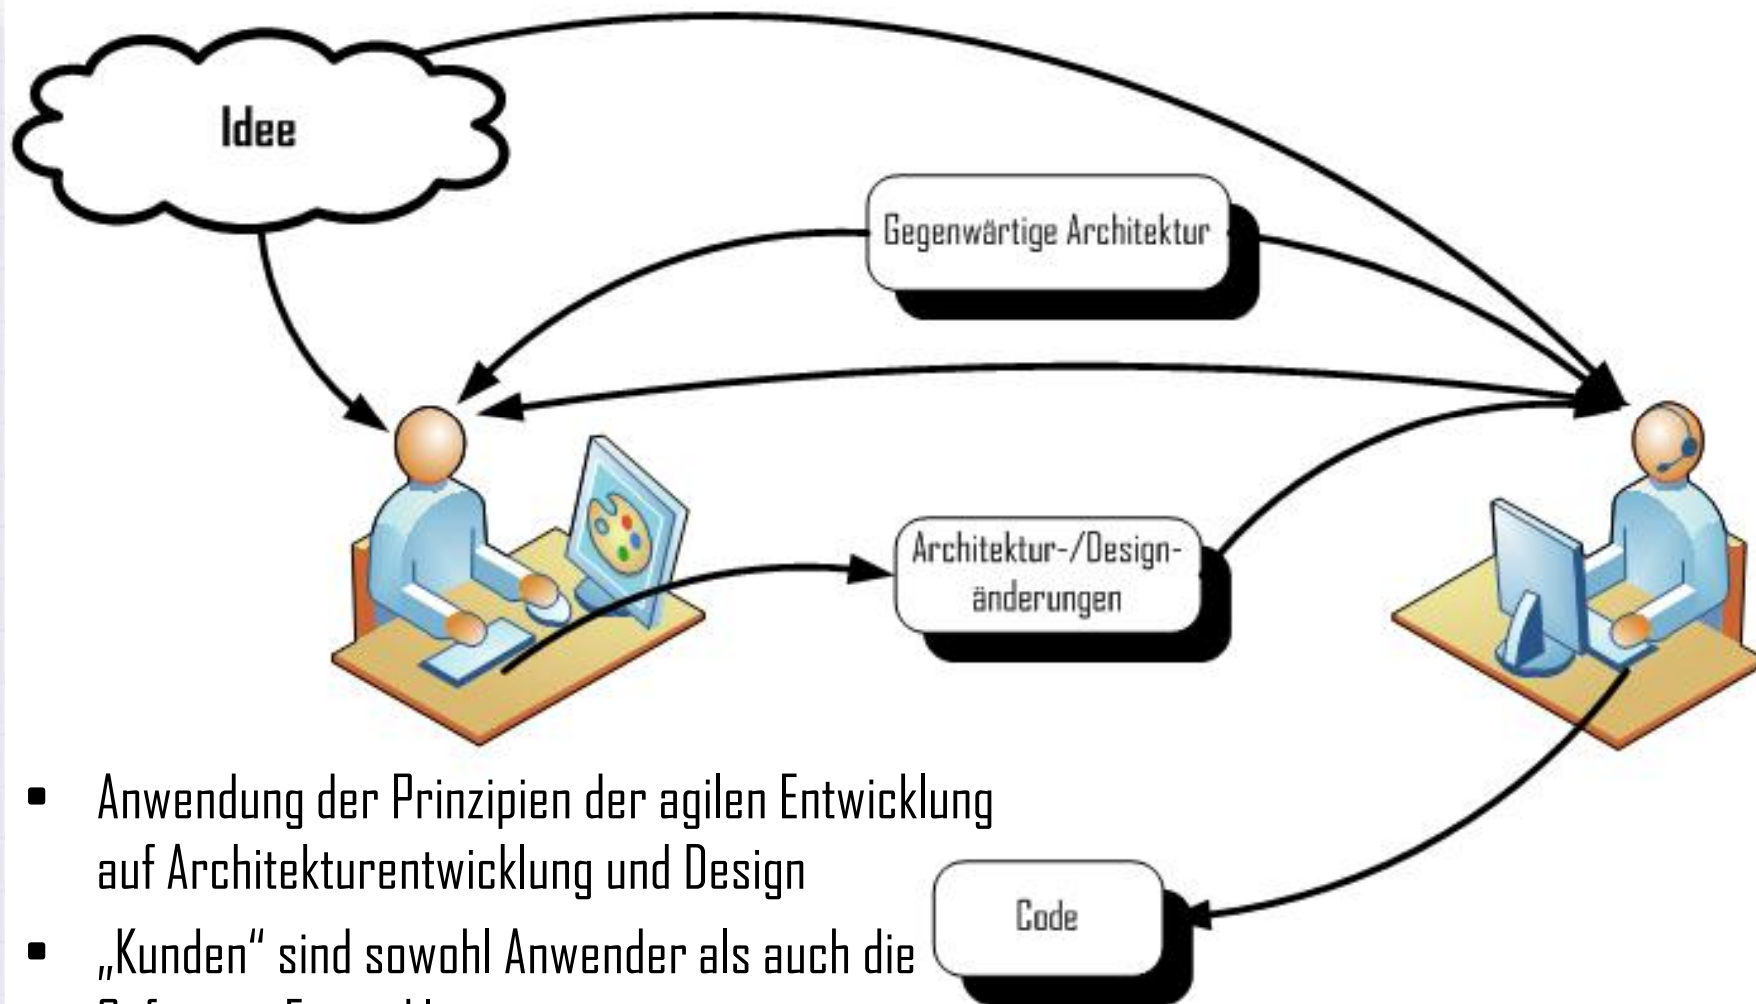 Idee
Gegenwärtige Architektur
Architektur-/Design-
änderungen
▪ Anwendung der Prinzipien der agilen Entwicklung
auf Architekturentwicklung und Design
▪ „Kunden“ sind sowohl Anwender als auch die
Code